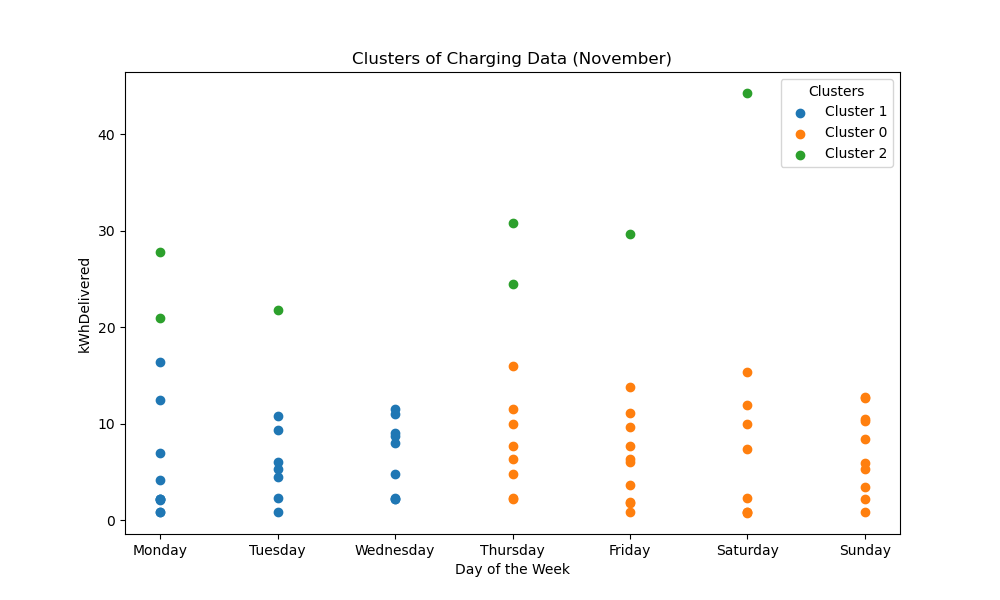 Clusters of Charging Data (November)
Clusters
Cluster 1
Cluster 0
Cluster 2
kWhDelivered
40
30
20
10
0
Monday Tuesday Wednesday Thursday Friday Saturday Sunday
Day of the Week